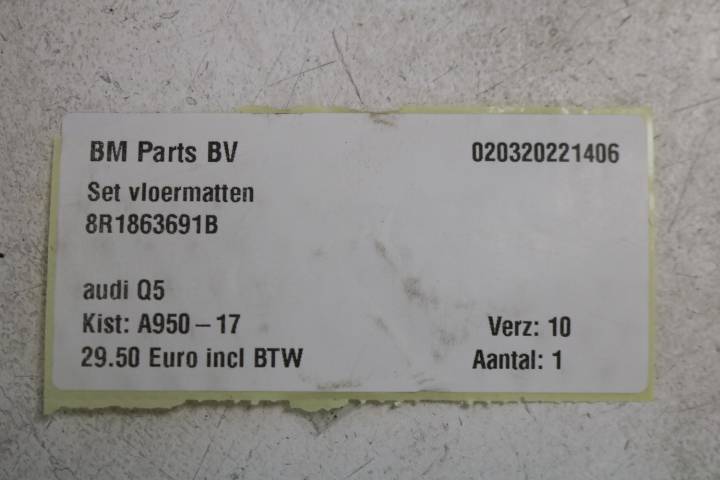 BM Parts BV 020320221406
Set vloermatten
8R1863691B
audi Q5
Kist: A950 – 17 Verz: 10
29.50 Euro incl BTW Aantal: 1